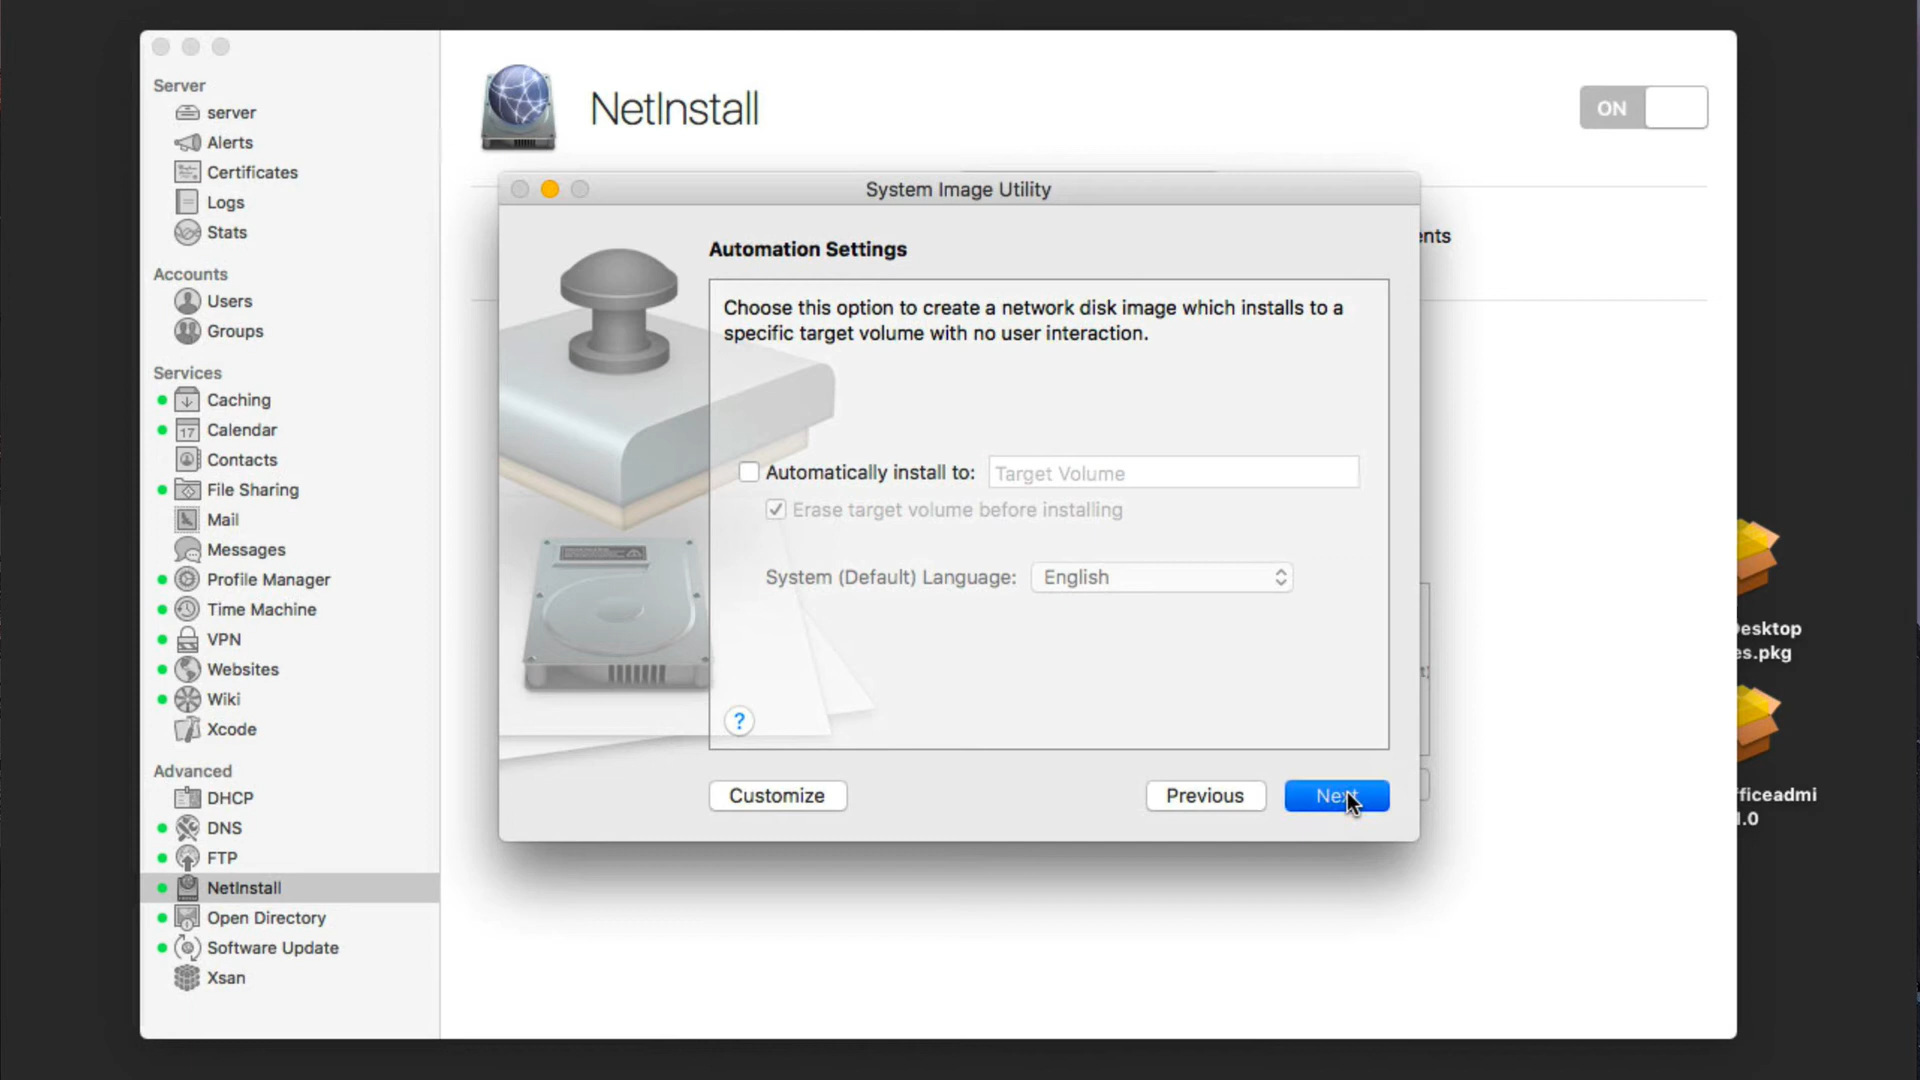 Server
server
Alerts
Certificates
Logs
Stats
Accounts
Users
Groups
Services
Caching
17
Calendar
Contacts
File Sharing
Mail
Messages
Profile Manager
Time Machine
VPN
Websites
Wiki
Xcode
Advanced
DHCP
DNS
FTP
NetInstall
Open Directory
Software Update
Xsan
NetInstall
ON
ents
System Image Utility
Automation Settings
Choose this option to create a network disk image which installs to a
specific target volume with no user interaction.
Automatically install to: Target Volume
Erase target volume before installing
System (Default) Language: English
?
Customize
Previous
Next
esktop
es.pkg
fficeadmi
1.0